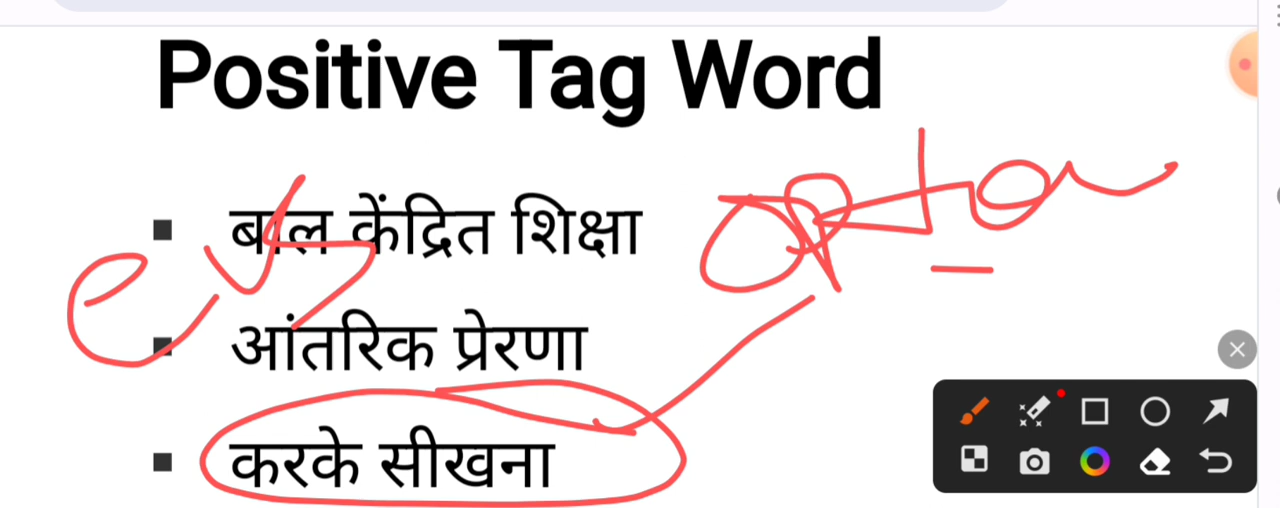 Positive Tag Word
बाल केंद्रित शिक्षा
आंतरिक प्रेरणा
करके सीखना